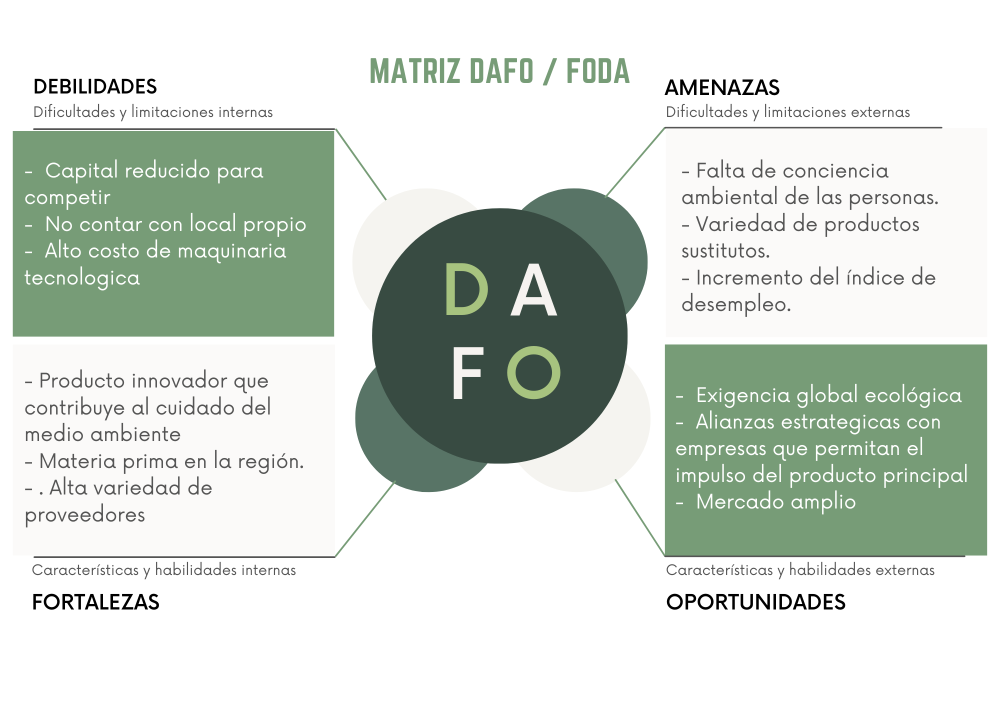 MATRIZ DAFO / FODA
DEBILIDADES
Dificultades y limitaciones internas
-  Capital reducido para
competir
-  No contar con local propio
-  Alto costo de maquinaria
tecnologica
AMENAZAS
Dificultades y limitaciones externas
- Falta de conciencia
ambiental de las personas.
- Variedad de productos
sustitutos.
- Incremento del índice de
desempleo.
D A
F O
- Producto innovador que
contribuye al cuidado del
medio ambiente
- Materia prima en la región.
- . Alta variedad de
proveedores
Características y habilidades internas
FORTALEZAS
-  Exigencia global ecológica
-  Alianzas estrategicas con
empresas que permitan el
impulso del producto principal
-  Mercado amplio
Características y habilidades externas
OPORTUNIDADES